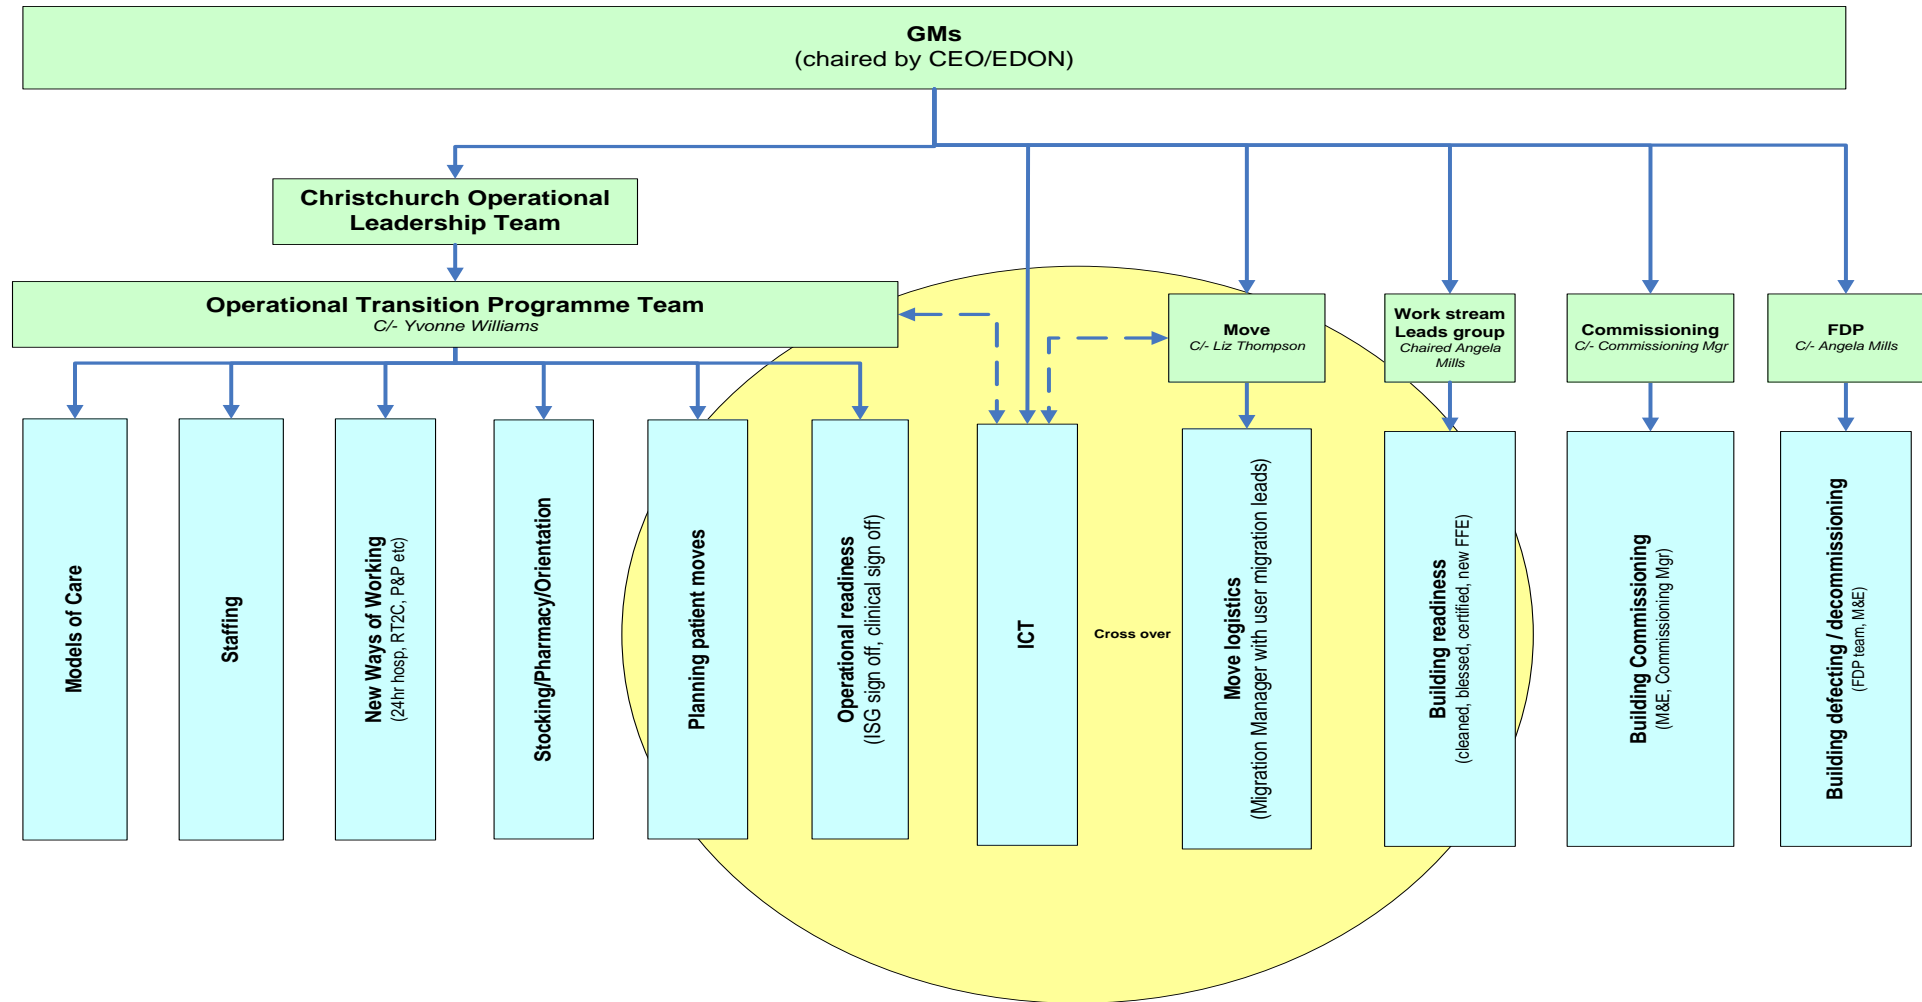 GMs
(chaired by CEO/EDON)
Christchurch Operational
Leadership Team
Operational Transition Programme Team
C/- Yvonne Williams
Move
C/- Liz Thompson
Work stream
Leads group
Chaired Angela
Mills
Commissioning
C/- Commissioning Mgr
FDP
C/- Angela Mills
Models of Care
Staffing
New Ways of Working
(24hr hosp, RT2C, P&P etc)
Stocking/Pharmacy/Orientation
Planning patient moves
Operational readiness
(ISG sign off, clinical sign off)
ICT
Cross over
Move logistics
(Migration Manager with user migration leads)
Building readiness
(cleaned, blessed, certified, new FFE)
Building Commissioning
(M&E, Commissioning Mgr)
Building defecting / decommissioning
(FDP team, M&E)